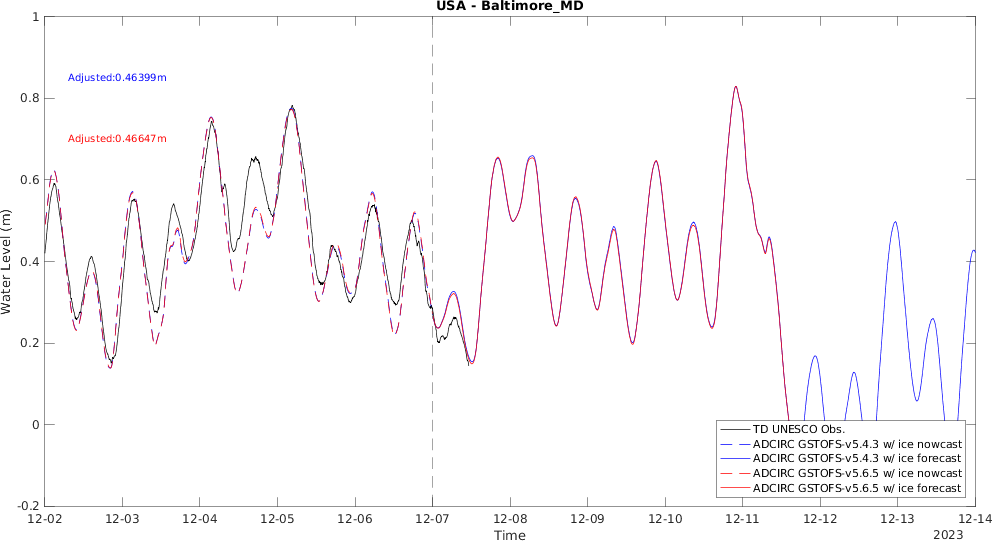 USA - Baltimore_MD
1
0.8
0.6
0.4
0.2
0
-0.2
Water Level (m)
Adjusted:0.46399m
Adjusted:0.46647m
TD UNESCO Obs.
ADCIRC GSTOFS-v5.4.3 w/ ice nowcast
ADCIRC GSTOFS-v5.4.3 w/ ice forecast
ADCIRC GSTOFS-v5.6.5 w/ ice nowcast
ADCIRC GSTOFS-v5.6.5 w/ ice forecast
12-02 12-03 12-04 12-05 12-06 12-07 12-08 12-09 12-10 12-11 12-12 12-13 12-14
Time
2023